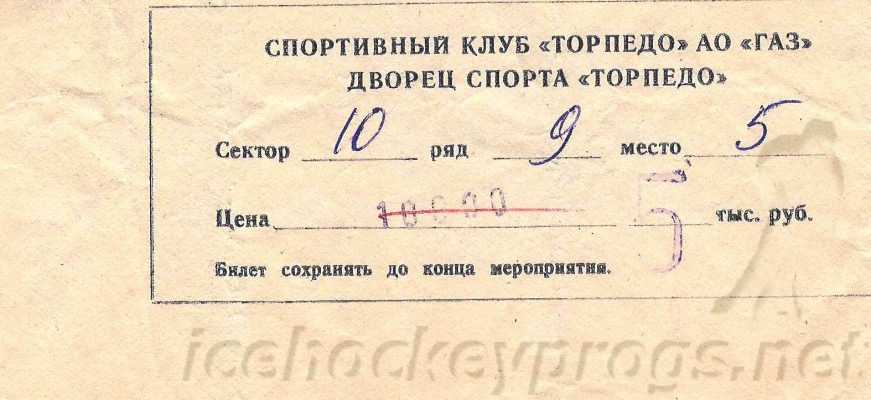 СПОРТИВНЫЙ КЛУБ «ТОРПЕДО» АО «ГАЗ»
ДВОРЕЦ СПОРТА «ТОРПЕДО»
Сектор 10 ряд 9 место 5
Цена 10000 5 тыс. руб.
Билет сохранять до конца мероприятия.
icehockeyprogs.net